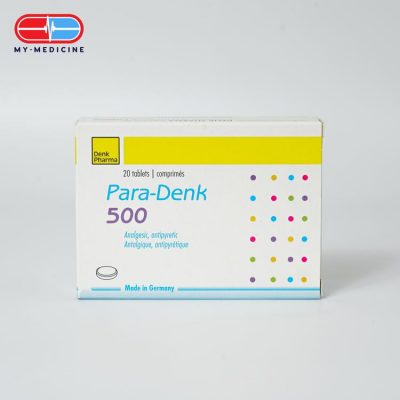 MY-MEDICINE
Denk
Pharma
20 tablets | comprimés
Para-Denk
500
Analgesic, antipyretic
Antalgique, antipyrétique
Made in Germany